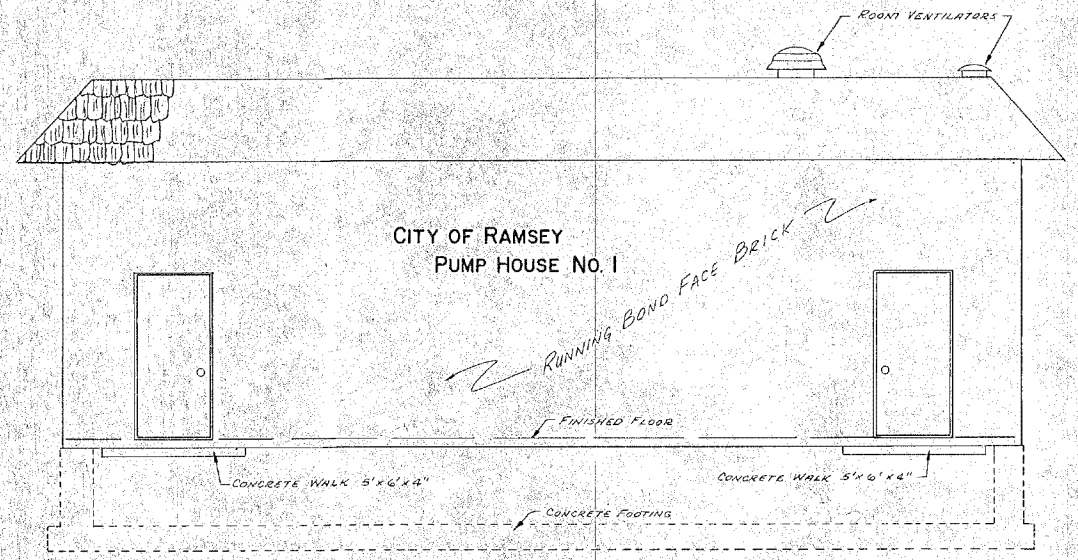 ROOM VENTILATORS
CITY OF RAMSEY
PUMP HOUSE NO. 1
RUNNING BOND FACE BRICK
FINISHED FLOOR
CONCRETE WALK 5'x6'x4"
CONCRETE WALK 5'x6'x4"
CONCRETE FOOTING